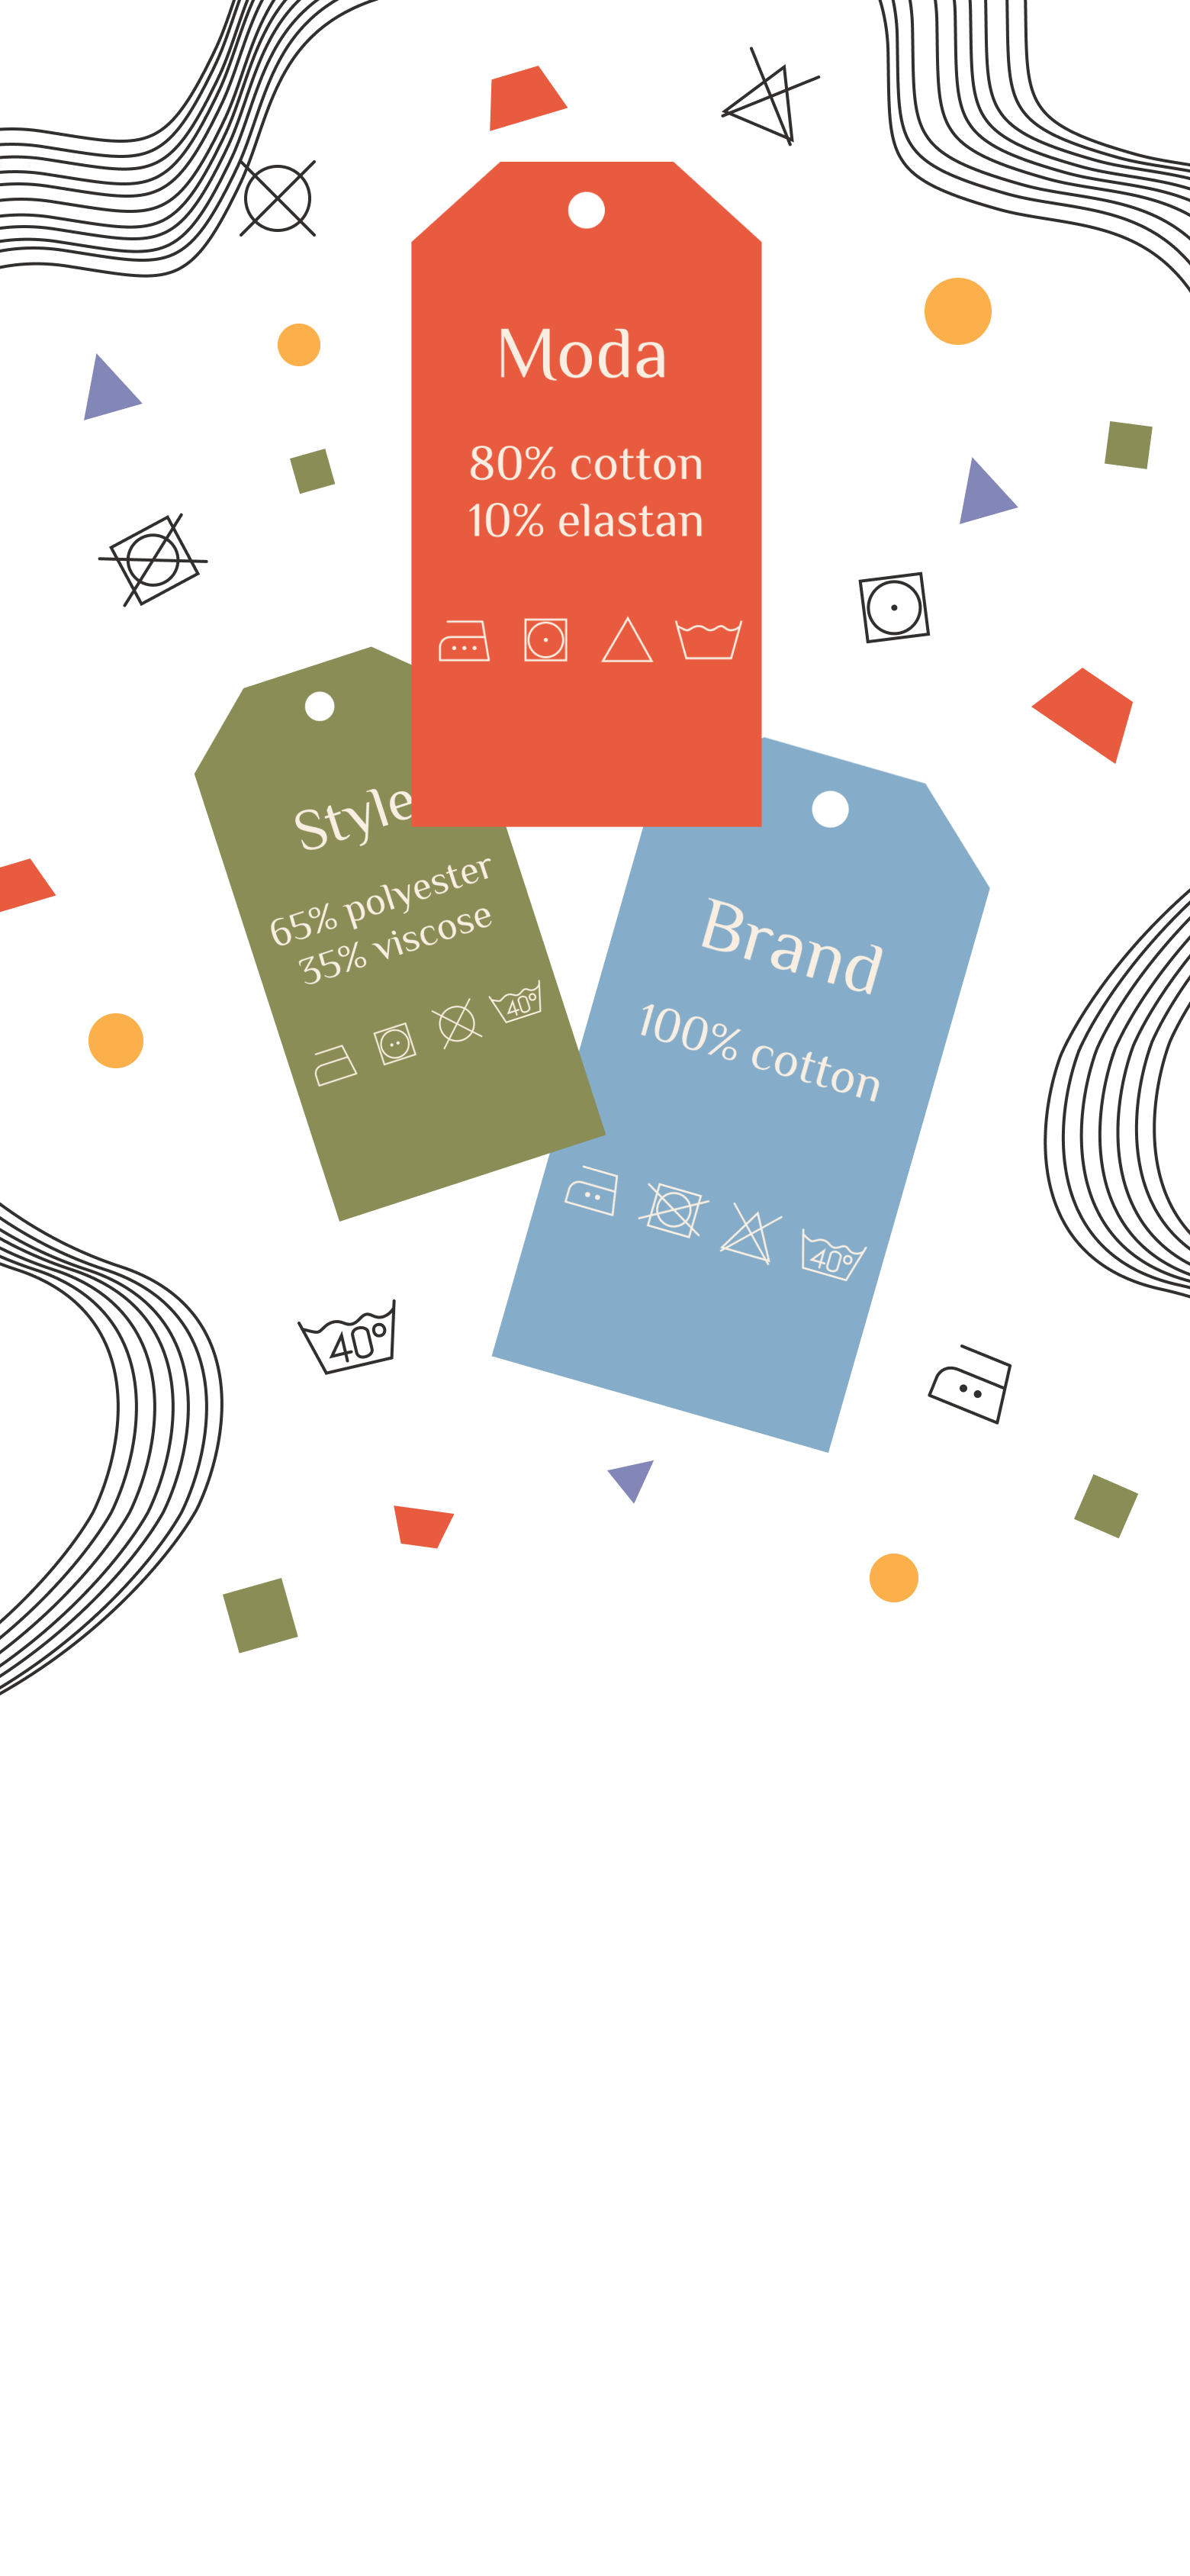 Moda
80% cotton
10% elastan
Style
65% polyester
35% viscose
40°
Brand
100% cotton
40°
40°